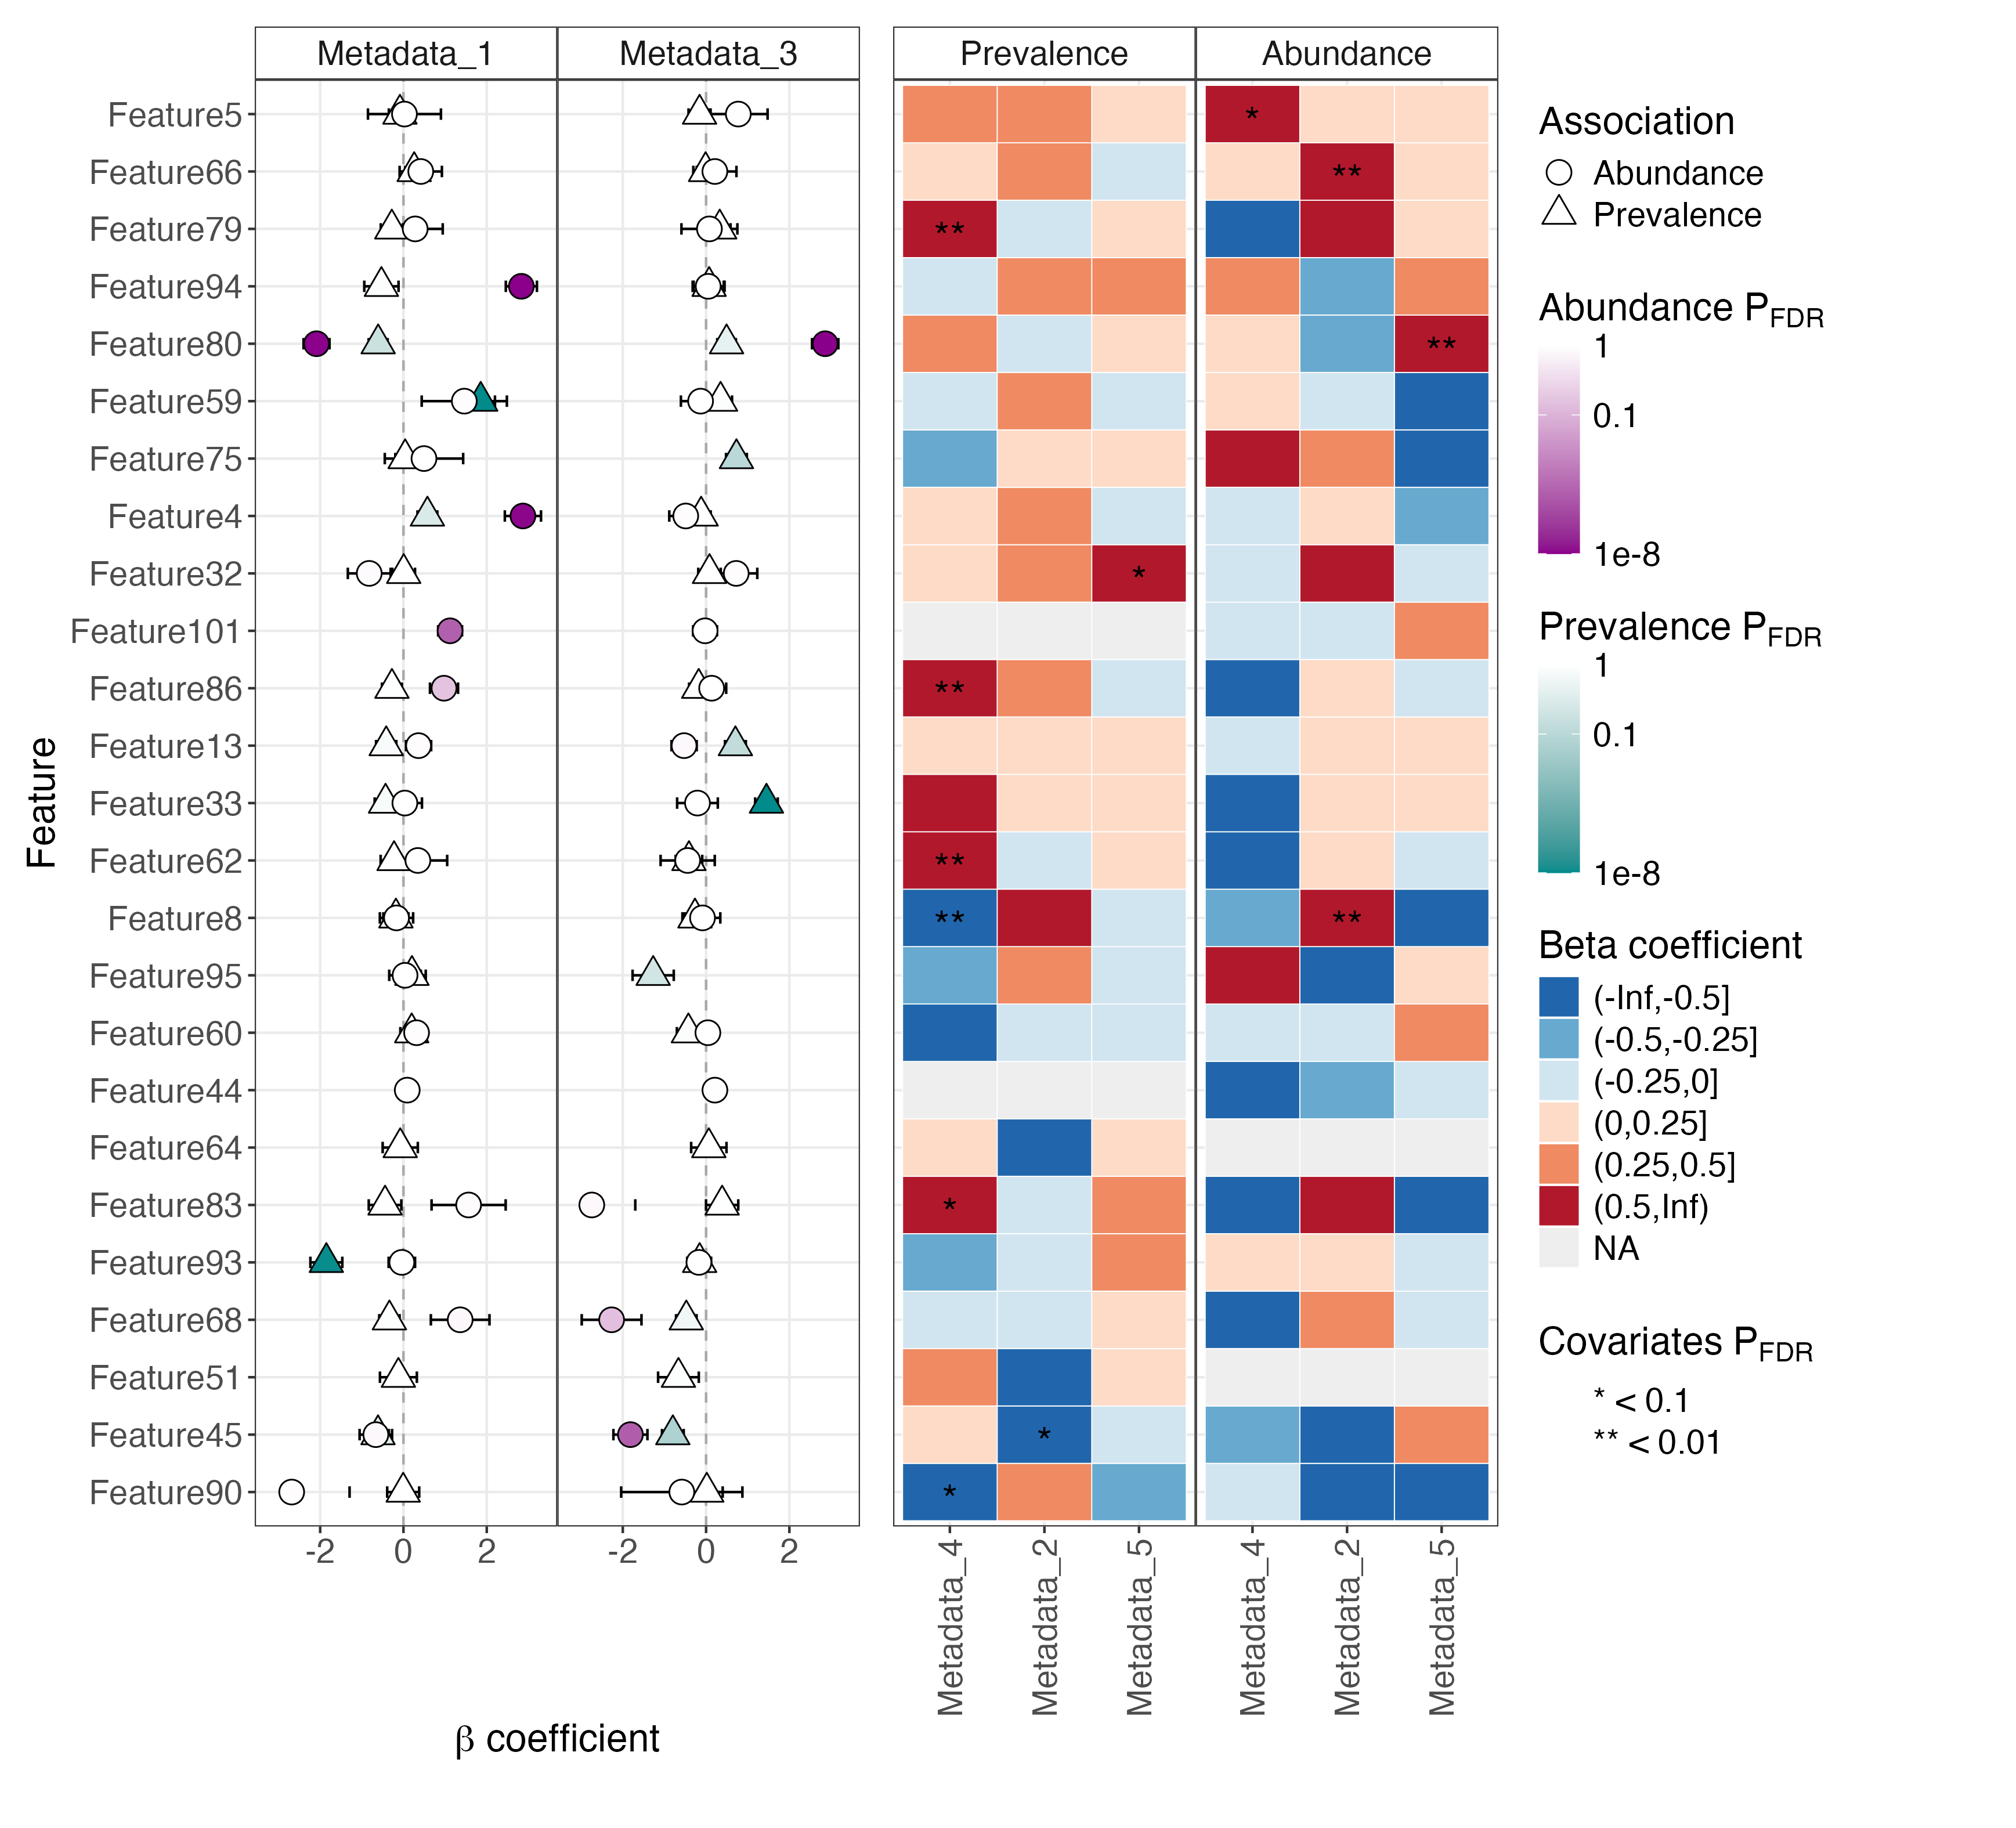 Metadata_1 Metadata_3 Prevalence Abundance
Feature5 *
Feature66 **
Feature79 **
Feature94
Feature80 **
Feature59
Feature75
Feature4
Feature32 *
Feature101
Feature86 **
Feature13
Feature33
Feature62 **
Feature8 ** **
Feature95
Feature60
Feature44
Feature64
Feature83 *
Feature93
Feature68
Feature51
Feature45 *
Feature90 *
Feature
-2 0 2 -2 0 2
β coefficient
Metadata_4 Metadata_2 Metadata_5 Metadata_4 Metadata_2 Metadata_5
Association
Abundance
Prevalence
Abundance PFDR
1
0.1
1e-8
Prevalence PFDR
1
0.1
1e-8
Beta coefficient
(-Inf,-0.5]
(-0.5,-0.25]
(-0.25,0]
(0,0.25]
(0.25,0.5]
(0.5,Inf)
NA
Covariates PFDR
* < 0.1
** < 0.01